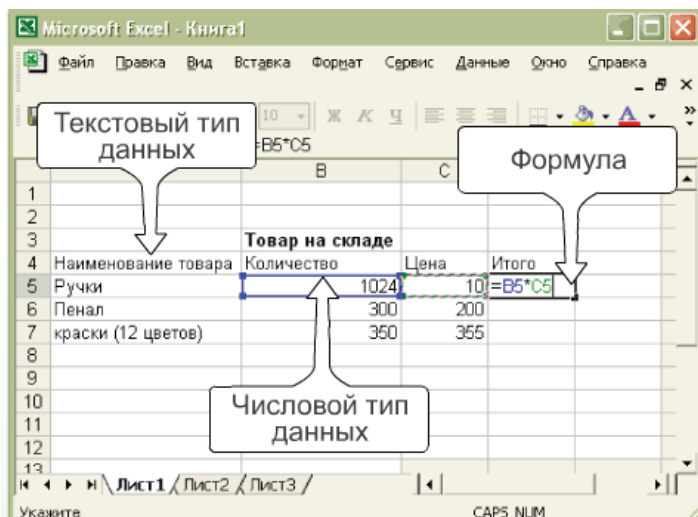 Microsoft Excel - Книга1
Файл Правка Вид Вставка Формат Сервис Данные Окно Справка
10 Ж К Ч
Текстовый тип
данных
=B5*C5
Формула
B C
1
2
3 Товар на складе
4 Наименование товара Количество Цена Итого
5 Ручки 1024 10 =B5*C5
6 Пенал 300 200
7 краски (12 цветов) 350 355
8
9
10
11
12
13
Числовой тип
данных
Лист1 Лист2 Лист3
Укажите CAPS NUM